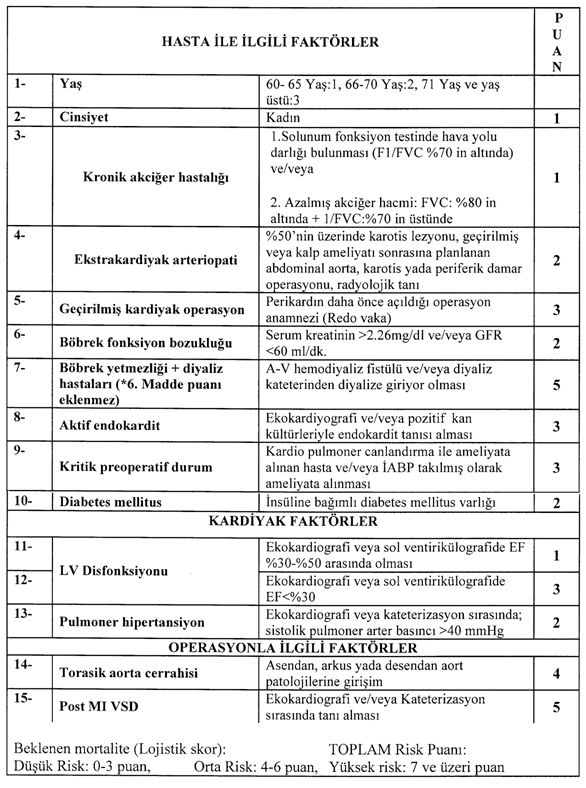 HASTA İLE İLGİLİ FAKTÖRLER
P
U
A
N
1- Yaş 60- 65 Yaş:1, 66-70 Yaş:2, 71 Yaş ve yaş
üstü:3
2- Cinsiyet Kadın 1
3- Kronik akciğer hastalığı 1.Solunum fonksiyon testinde hava yolu
darlığı bulunması (F1/FVC %70 in altında)
ve/veya
2. Azalmış akciğer hacmi: FVC: %80 in
altında + 1/FVC:%70 in üstünde
1
4- Ekstrakardiyak arteriopati %50’nin üzerinde karotis lezyonu, geçirilmiş
veya kalp ameliyatı sonrasına planlanan
abdominal aorta, karotis yada periferik damar
operasyonu, radyolojik tanı
2
5- Geçirilmiş kardiyak operasyon Perikardın daha önce açıldığı operasyon
anamnezi (Redo vaka)
3
6- Böbrek fonksiyon bozukluğu Serum kreatinin >2.26mg/dl ve/veya GFR
<60 ml/dk.
2
7- Böbrek yetmezliği + diyaliz
hastaları (*6. Madde puanı
eklenmez)
A-V hemodiyaliz fistülü ve/veya diyaliz
kateterinden diyalize giriyor olması
5
8- Aktif endokardit Ekokardiyografi ve/veya pozitif kan
kültürleriyle endokardit tanısı alması
3
9- Kritik preoperatif durum Kardio pulmoner canlandırma ile ameliyata
alınan hasta ve/veya İABP takılmış olarak
ameliyata alınması
3
10- Diabetes mellitus İnsüline bağımlı diabetes mellitus varlığı 2
KARDİYAK FAKTÖRLER
11- LV Disfonksiyonu Ekokardiografi veya sol ventirikülografide EF
%30-%50 arasında olması
1
12- Ekokardiografi veya sol ventirikülografide
EF<%30
3
13- Pulmoner hipertansiyon Ekokardiografi veya kateterizasyon sırasında;
sistolik pulmoner arter basıncı >40 mmHg
2
OPERASYONLA İLGİLİ FAKTÖRLER
14- Torasik aorta cerrahisi Asendan, arkus yada desendan aort
patolojilerine girişim
4
15- Post MI VSD Ekokardiografi ve/veya Kateterizasyon
sırasında tanı alması
5
Beklenen mortalite (Lojistik skor): TOPLAM Risk Puanı:
Düşük Risk: 0-3 puan, Orta Risk: 4-6 puan, Yüksek risk: 7 ve üzeri puan